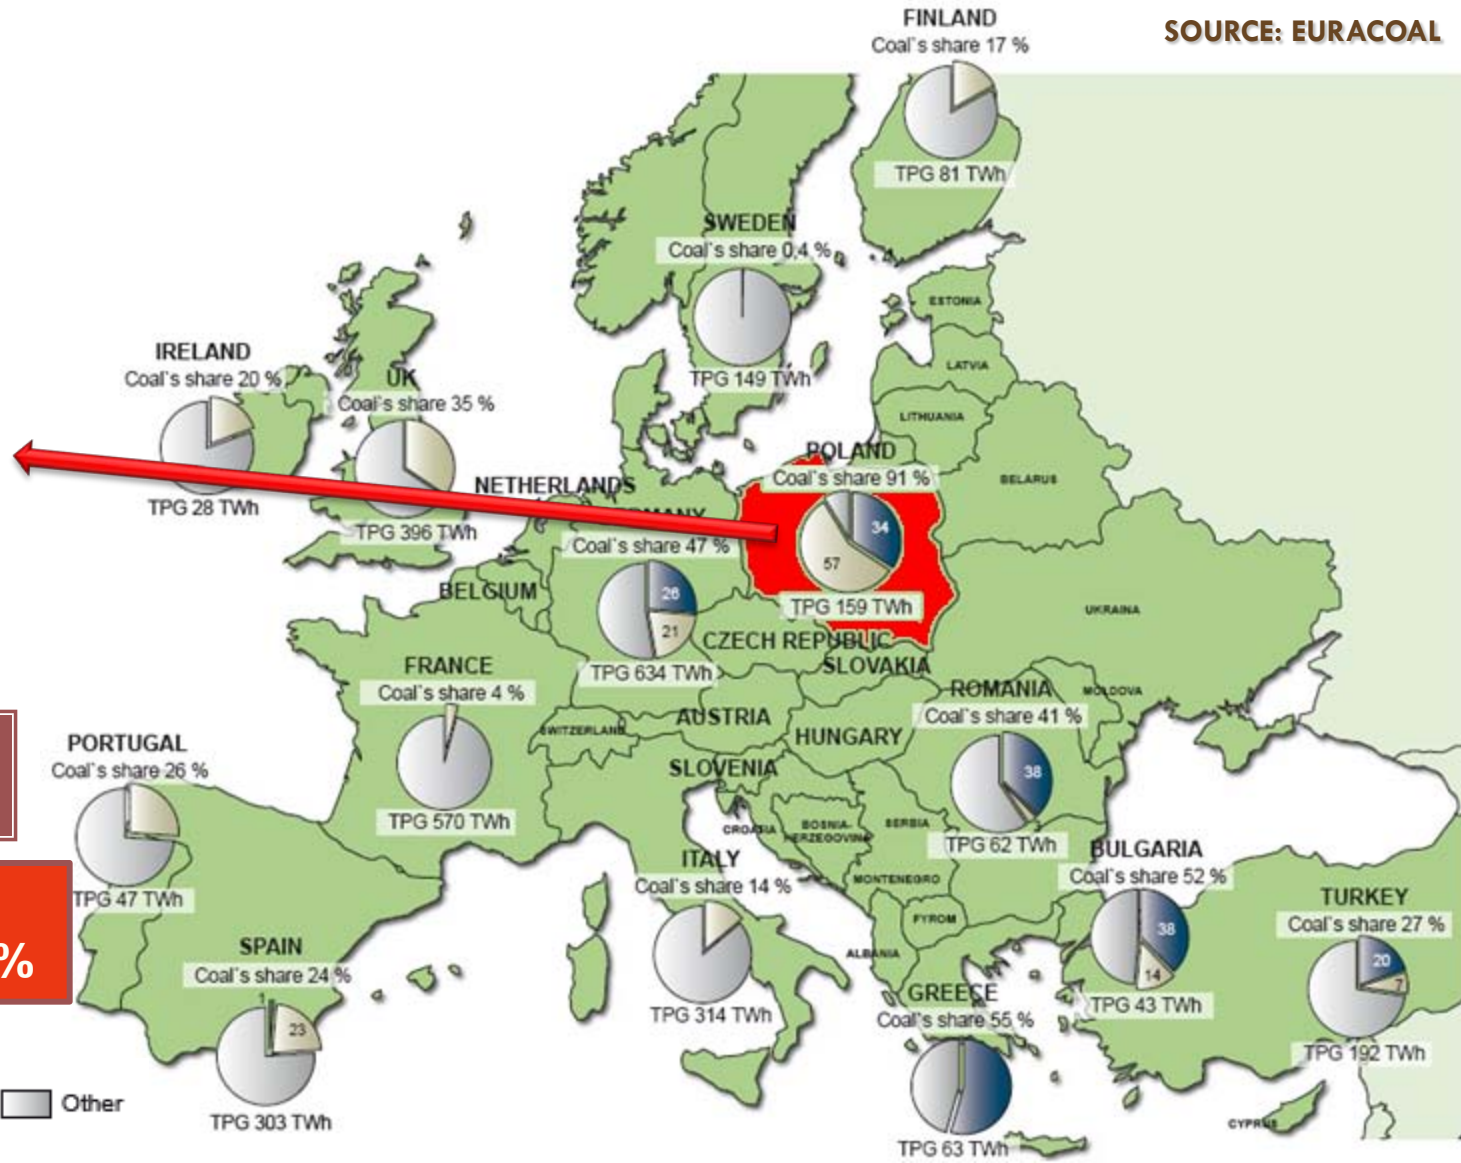 FINLAND
Coal`s share 17 %
TPG 81 TWh
SOURCE: EURACOAL
SWEDEN
Coal`s share 0,4 %
TPG 149 TWh
ESTONIA
LATVIA
LITHUANIA
BELARUS
IRELAND
Coal`s share 20 %
TPG 28 TWh
UK
Coal`s share 35 %
TPG 396 TWh
NETHERLANDS
POLAND
Coal`s share 91 %
34
57
TPG 159 TWh
Coal`s share 47 %
26
21
TPG 634 TWh
BELGIUM
CZECH REPUBLIC
SLOVAKIA
UKRAINA
FRANCE
Coal`s share 4 %
TPG 570 TWh
SWITZERLAND
AUSTRIA
HUNGARY
SLOVENIA
ROMANIA
Coal`s share 41 %
38
3
TPG 62 TWh
MOLDOVA
PORTUGAL
Coal`s share 26 %
TPG 47 TWh
CROATIA
BOSNIA-
HERZEGOVINA
SERBIA
MONTENEGRO
FYROM
ALBANIA
ITALY
Coal`s share 14 %
TPG 314 TWh
BULGARIA
Coal`s share 52 %
38
14
TPG 43 TWh
TURKEY
Coal`s share 27 %
20
7
TPG 192 TWh
SPAIN
Coal`s share 24 %
1
23
TPG 303 TWh
GREECE
Coal`s share 55 %
TPG 63 TWh
CYPRUS
%
Other